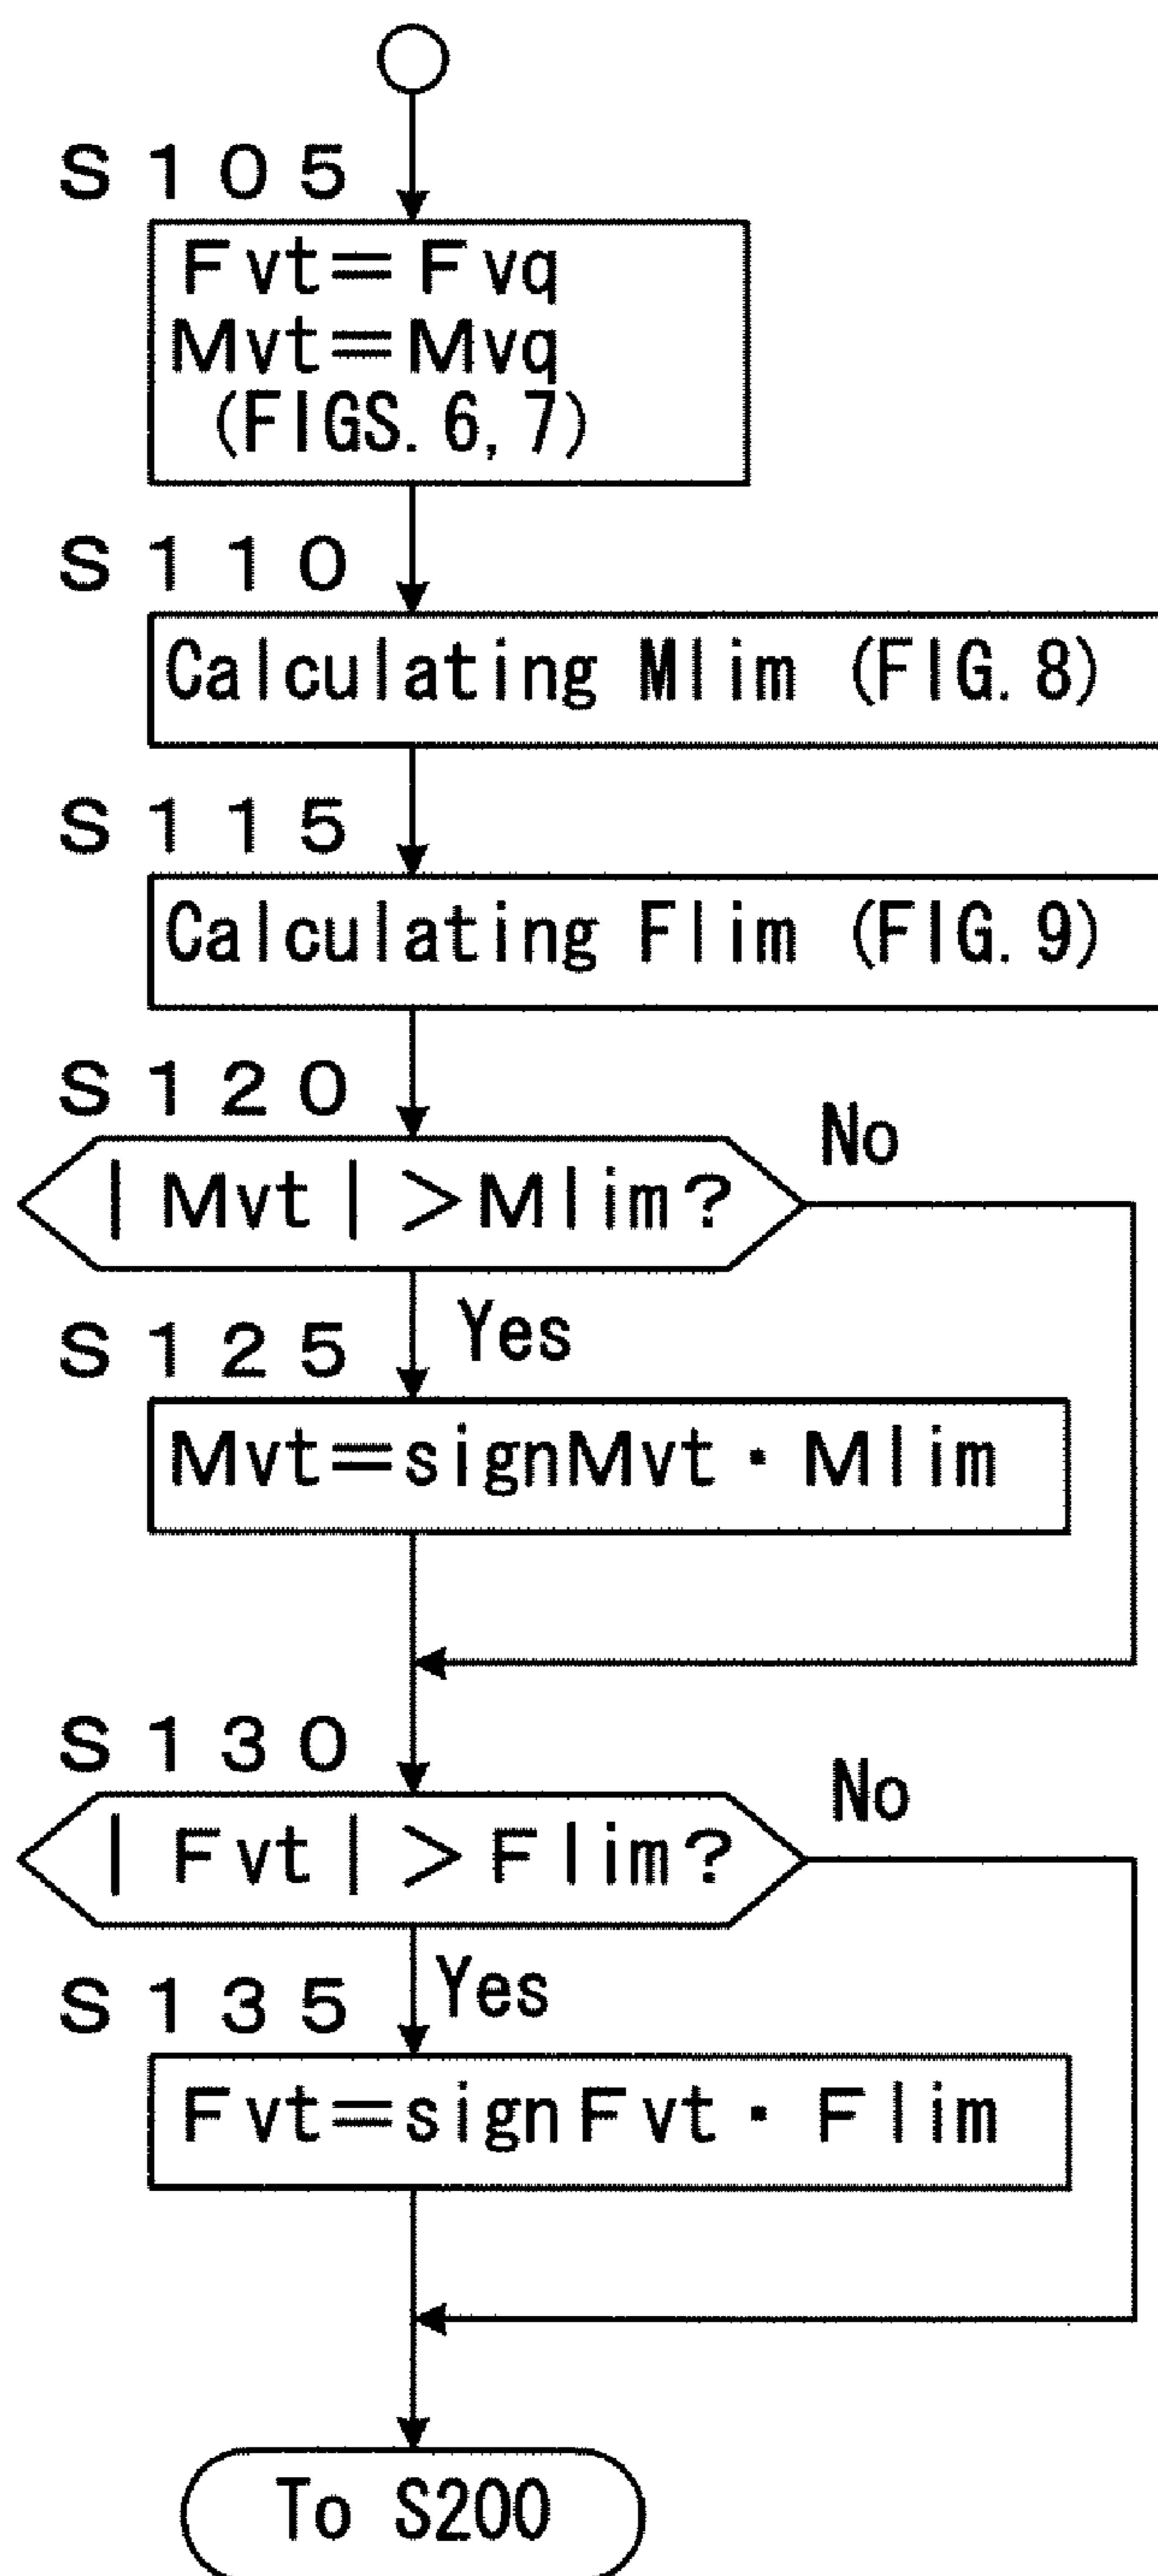 S105
Fvt=Fvq
Mvt=Mvq
(FIGS. 6, 7)
S110
Calculating Mlim (FIG. 8)
S115
Calculating Flim (FIG. 9)
S120
No
|Mvt|>Mlim?
S125
Yes
Mvt=signMvt・Mlim
S130
No
|Fvt|>Flim?
S135
Yes
Fvt=signFvt・Flim
To S200